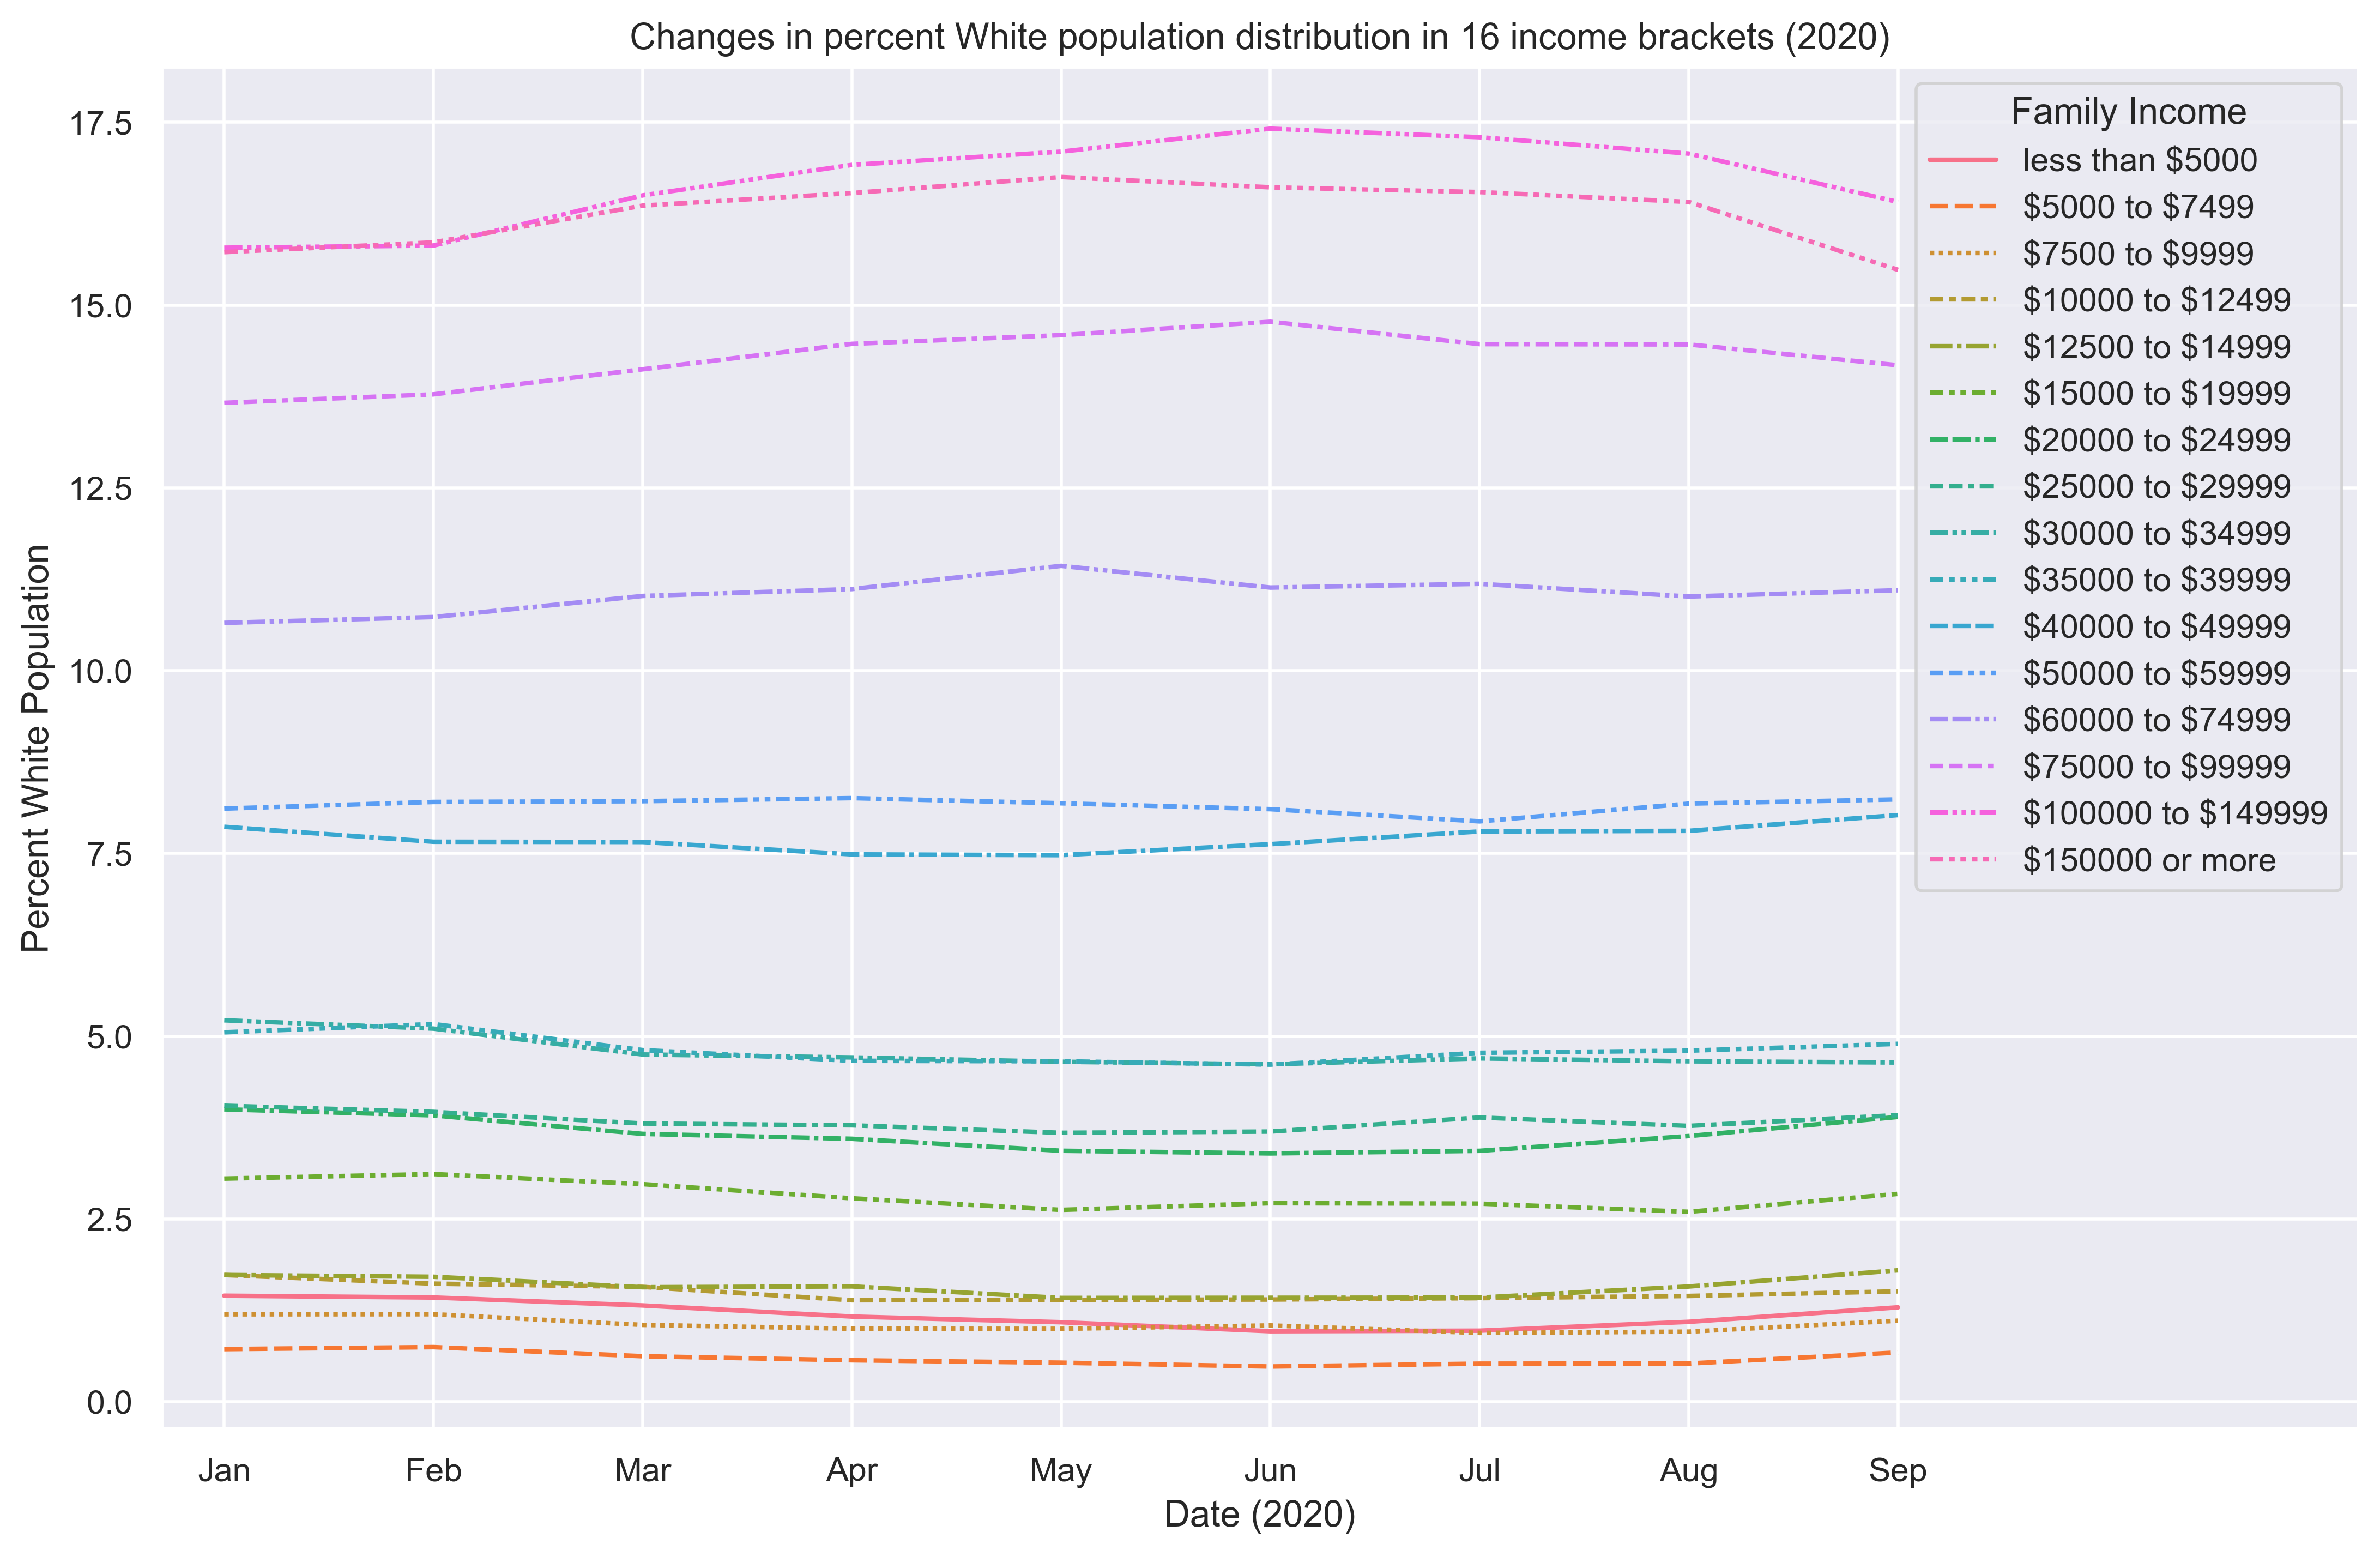 Changes in percent White population distribution in 16 income brackets (2020)
Family Income
less than $5000
$5000 to $7499
$7500 to $9999
$10000 to $12499
$12500 to $14999
$15000 to $19999
$20000 to $24999
$25000 to $29999
$30000 to $34999
$35000 to $39999
$40000 to $49999
$50000 to $59999
$60000 to $74999
$75000 to $99999
$100000 to $149999
$150000 or more
Percent White Population
17.5
15.0
12.5
10.0
7.5
5.0
2.5
0.0
Jan Feb Mar Apr May Jun Jul Aug Sep
Date (2020)